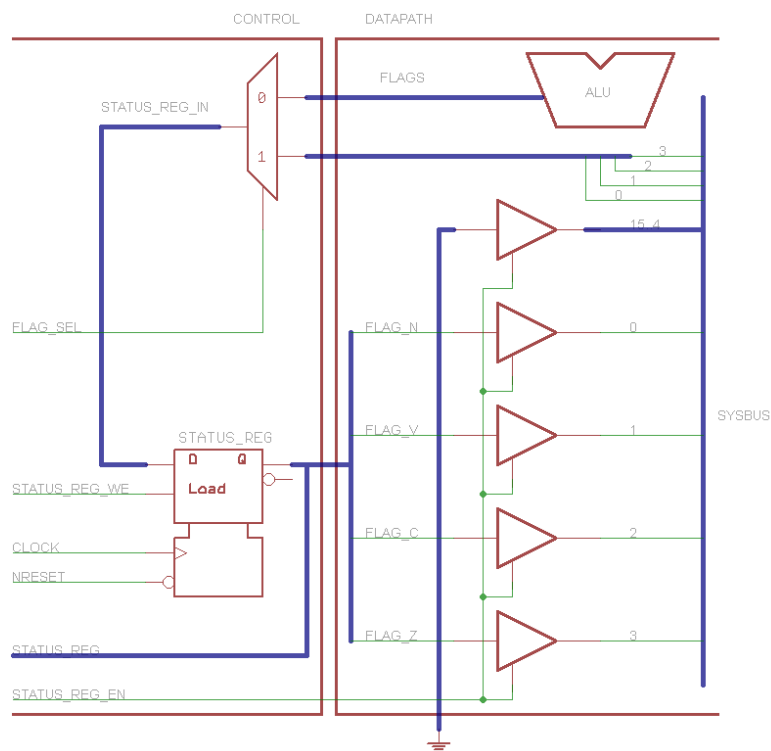 CONTROL
DATAPATH
FLAGS
0
ALU
STATUS_REG_IN
1
3
2
1
0
15..4
FLAG_SEL
FLAG_N
0
SYSBUS
FLAG_V
1
STATUS_REG
D
Q
STATUS_REG_WE
Load
FLAG_C
2
CLOCK
NRESET
FLAG_Z
3
STATUS_REG
STATUS_REG_EN